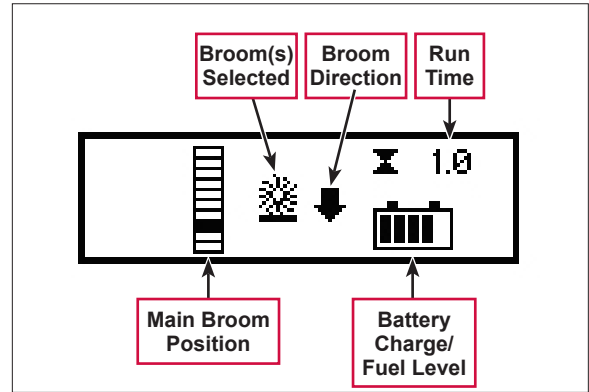 Broom(s)
Selected
Broom
Direction
Run
Time
1.0
Main Broom
Position
Battery
Charge/
Fuel Level